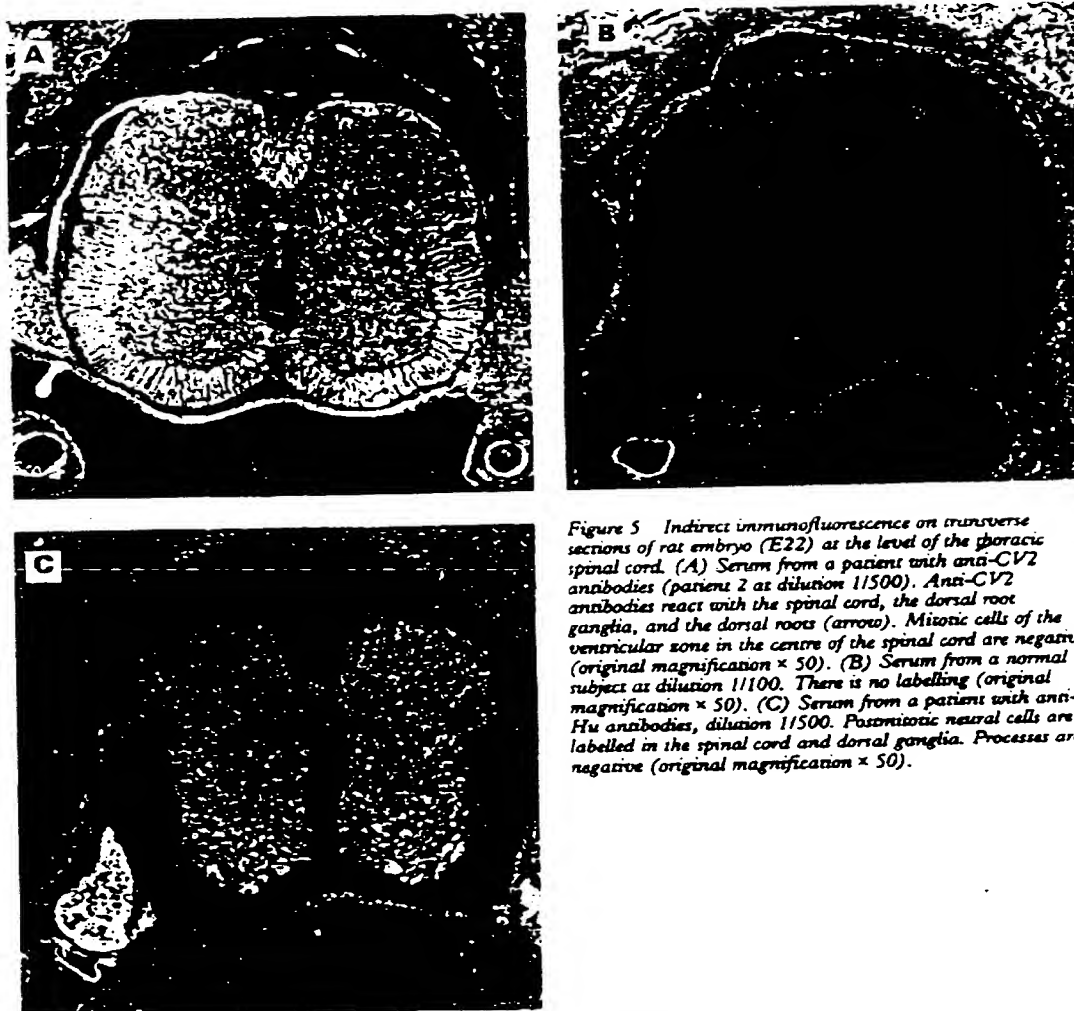 A
B
C
Figure 5 Indirect immunofluorescence on transverse
sections of rat embryo (E22) at the level of the thoracic
spinal cord. (A) Serum from a patient with anti-CV2
antibodies (patient 2 at dilution 1/500). Anti-CV2
antibodies react with the spinal cord, the dorsal root
ganglia, and the dorsal roots (arrow). Mitotic cells of the
ventricular zone in the centre of the spinal cord are negativ
(original magnification × 50). (B) Serum from a normal
subject at dilution 1/100. There is no labelling (original
magnification × 50). (C) Serum from a patient with anti-
Hu antibodies, dilution 1/500. Postmitotic neural cells are
labelled in the spinal cord and dorsal ganglia. Processes ar
negative (original magnification × 50).